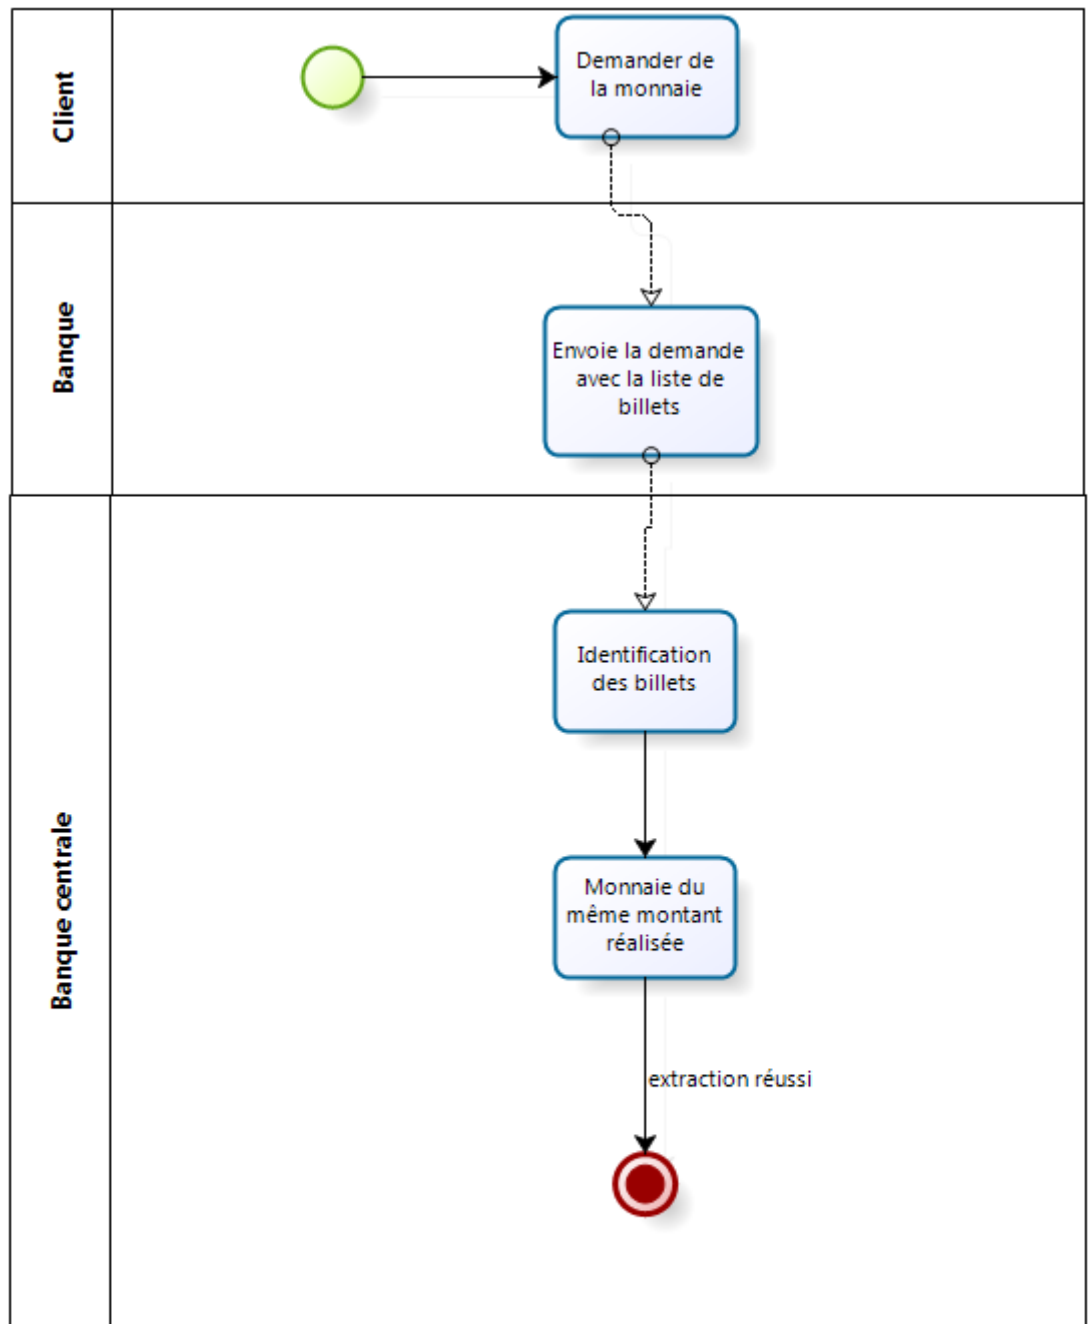 Client
Demander de
la monnaie
Banque
Envoie la demande
avec la liste de
billets
Banque centrale
Identification
des billets
Monnaie du
même montant
réalisée
extraction réussi